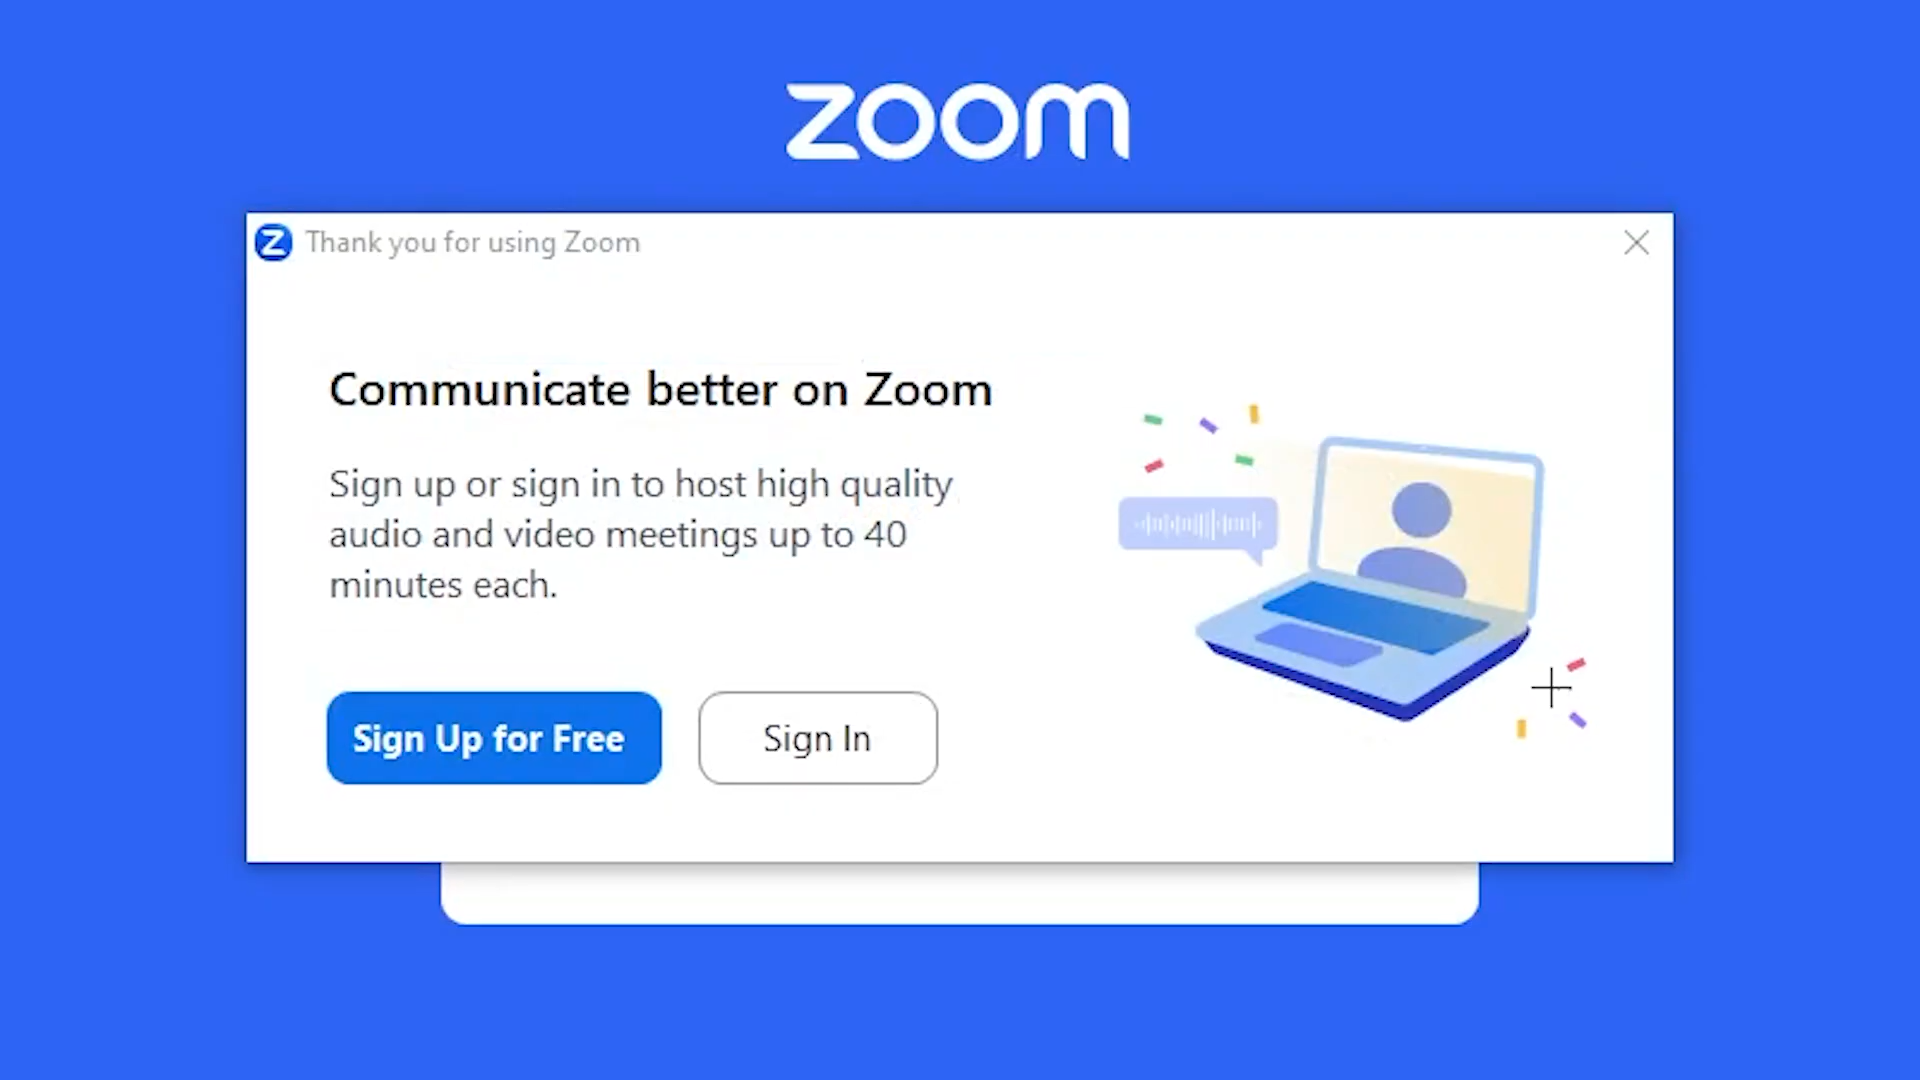 zoom
Thank you for using Zoom
Communicate better on Zoom
Sign up or sign in to host high quality
audio and video meetings up to 40
minutes each.
Sign Up for Free
Sign In